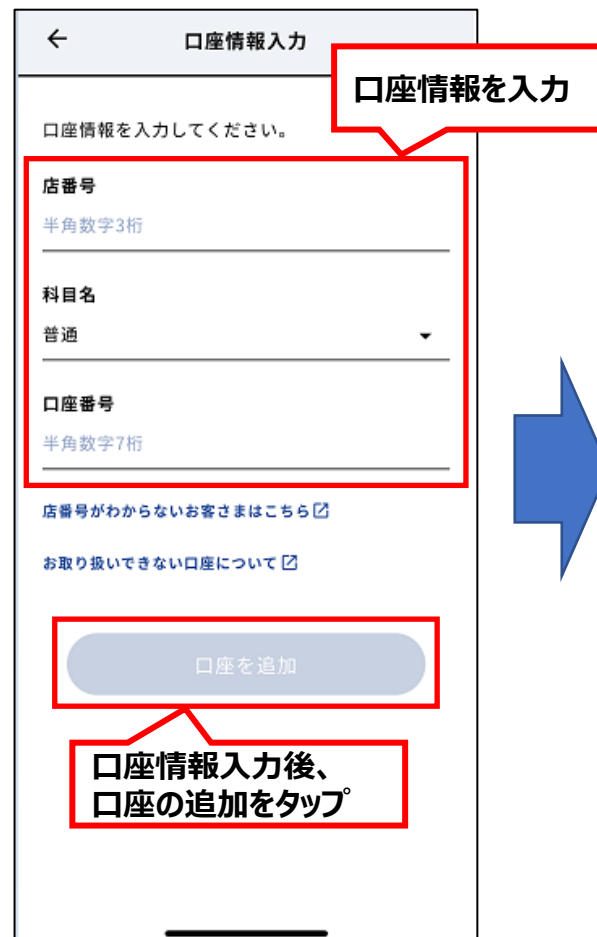 口座情報入力
口座情報を入力
口座情報を入力してください。
店番号
半角数字3桁
科目名
普通
口座番号
半角数字7桁
店番号がわからないお客さまはこちら
お取り扱いできない口座について
口座を追加
口座情報入力後、
口座の追加をタップ